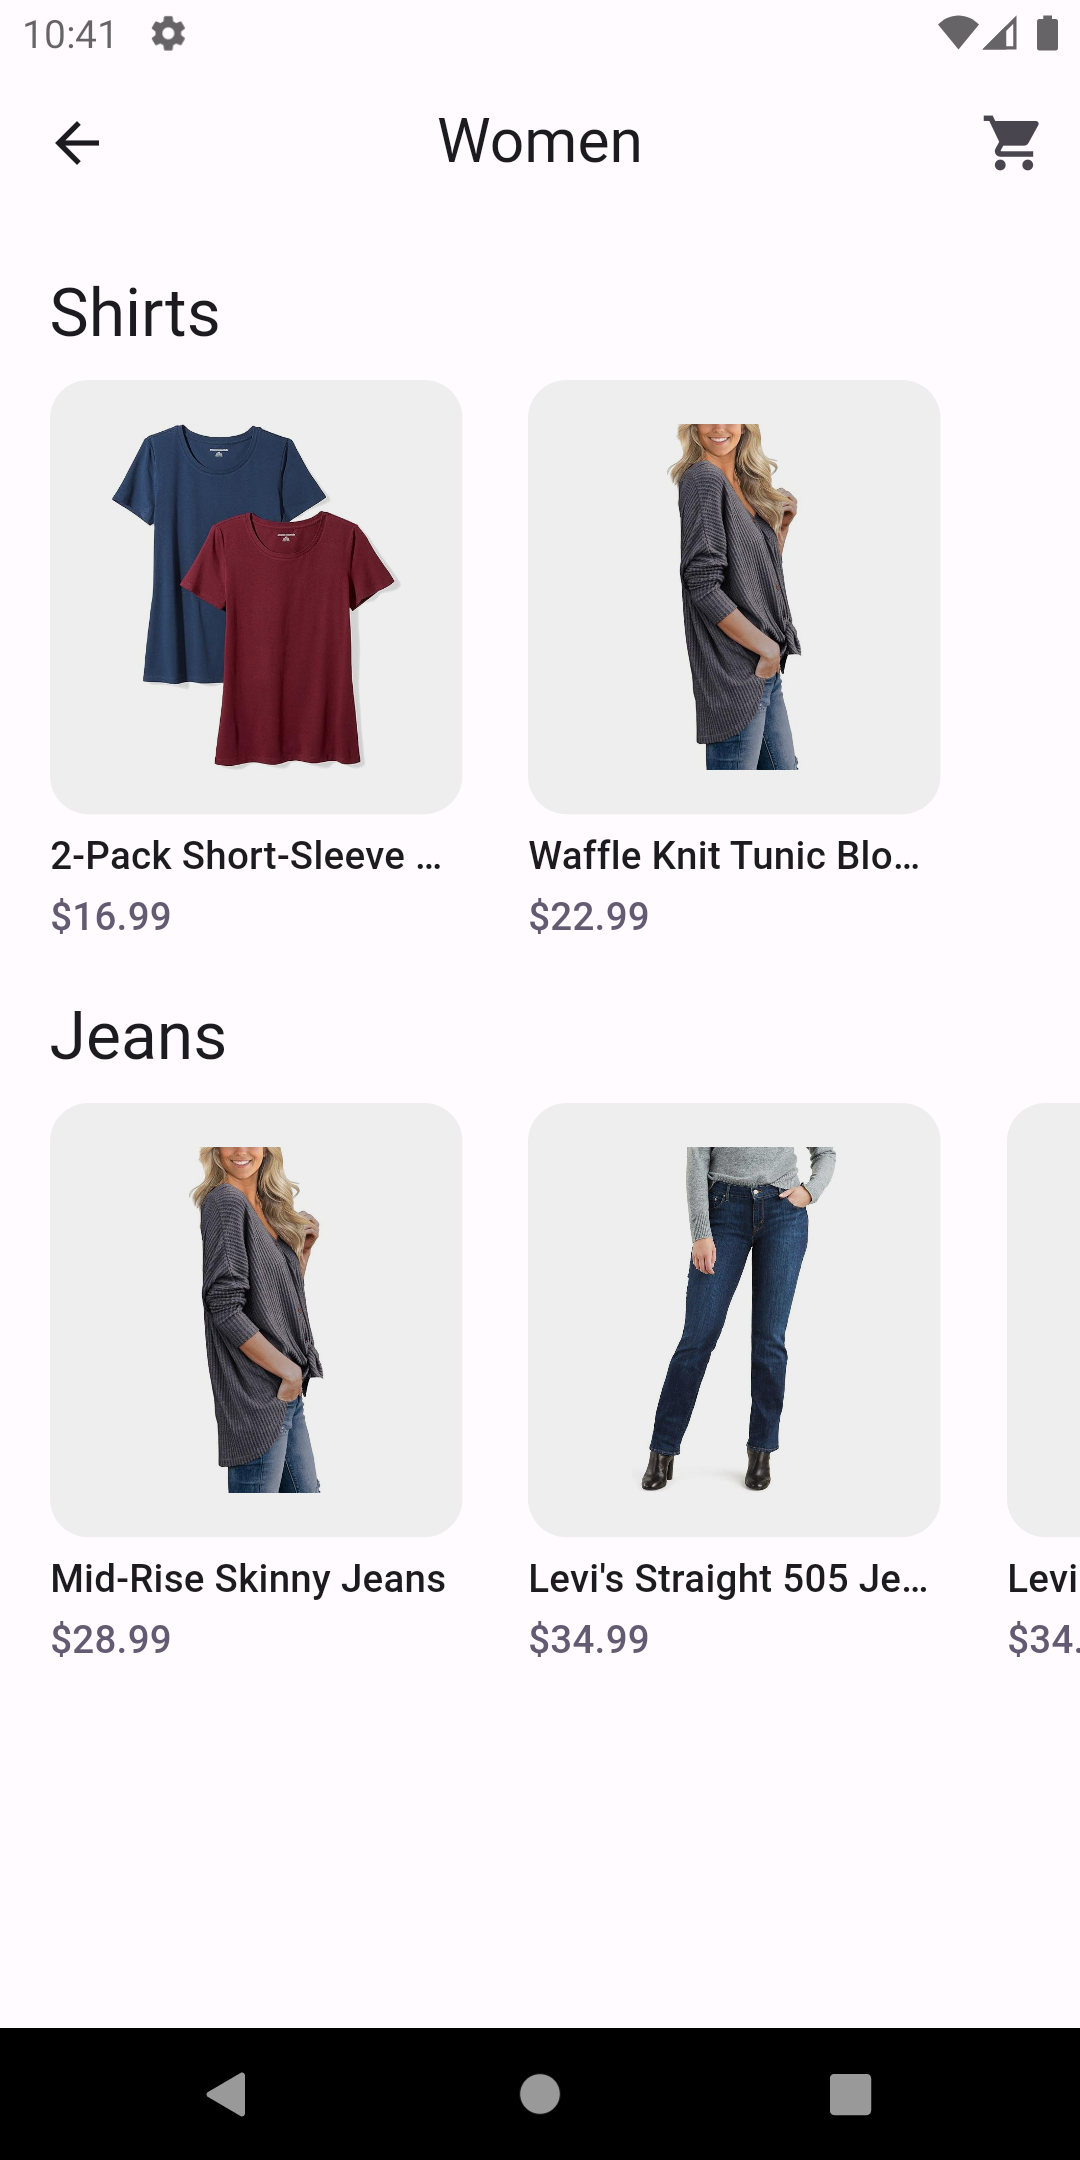 10:41
Women
Shirts
2-Pack Short-Sleeve ...
$16.99
Waffle Knit Tunic Blo...
$22.99
Jeans
Mid-Rise Skinny Jeans
$28.99
Levi's Straight 505 Je...
$34.99
Levi
$34.